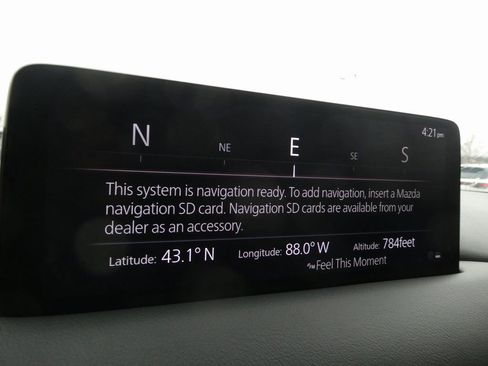 4:21 pm
N NE E SE S
This system is navigation ready. To add navigation, insert a Mazda
navigation SD card. Navigation SD cards are available from your
dealer as an accessory.
Latitude: 43.1° N Longitude: 88.0° W Altitude: 784feet
Feel This Moment